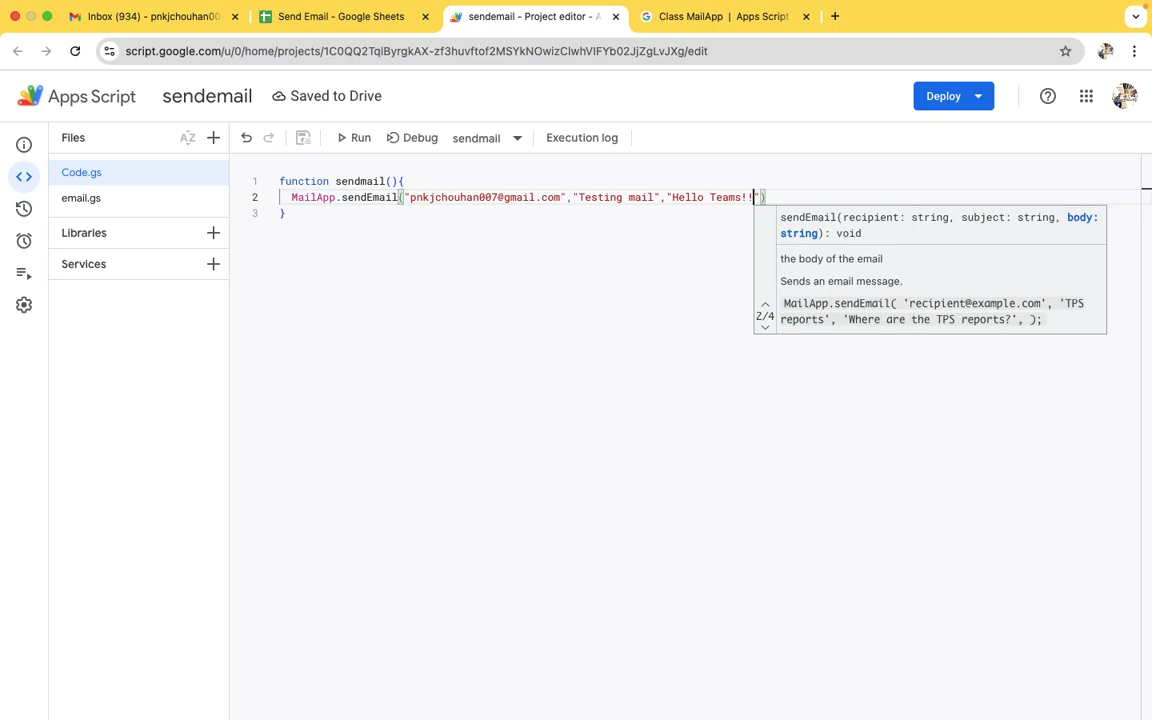 Inbox (934) - pnkjchouhan00
Send Email - Google Sheets
sendemail - Project editor - A
Class MailApp | Apps Script
script.google.com/u/0/home/projects/1C0QQ2TqlByrgkAX-zf3huvftof2MSYkNOwizClwhVIFYb02JjZgLvJXg/edit
Apps Script
sendemail
Saved to Drive
Deploy
Files
AZ
Run
Debug
sendmail
Execution log
Code.gs
email.gs
Libraries
Services
1 function sendmail(){
2 MailApp.sendEmail("pnkjchouhan007@gmail.com","Testing mail","Hello Teams!!")
3 }
sendEmail(recipient: string, subject: string, body:
string): void
the body of the email
Sends an email message.
MailApp.sendEmail( 'recipient@example.com', 'TPS
reports', 'Where are the TPS reports?', );
2/4